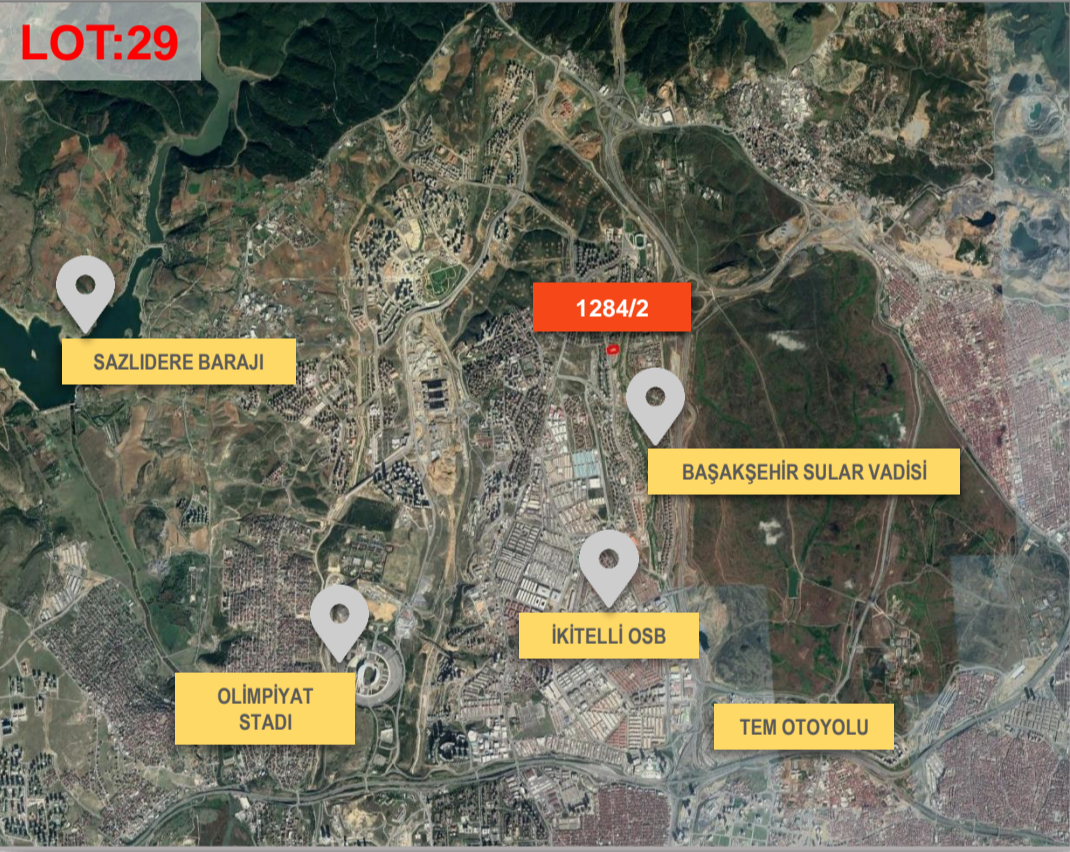 LOT:29
1284/2
SAZLIDERE BARAJI
BAŞAKŞEHİR SULAR VADİSİ
İKİTELLİ OSB
OLİMPİYAT
STADI
TEM OTOYOLU